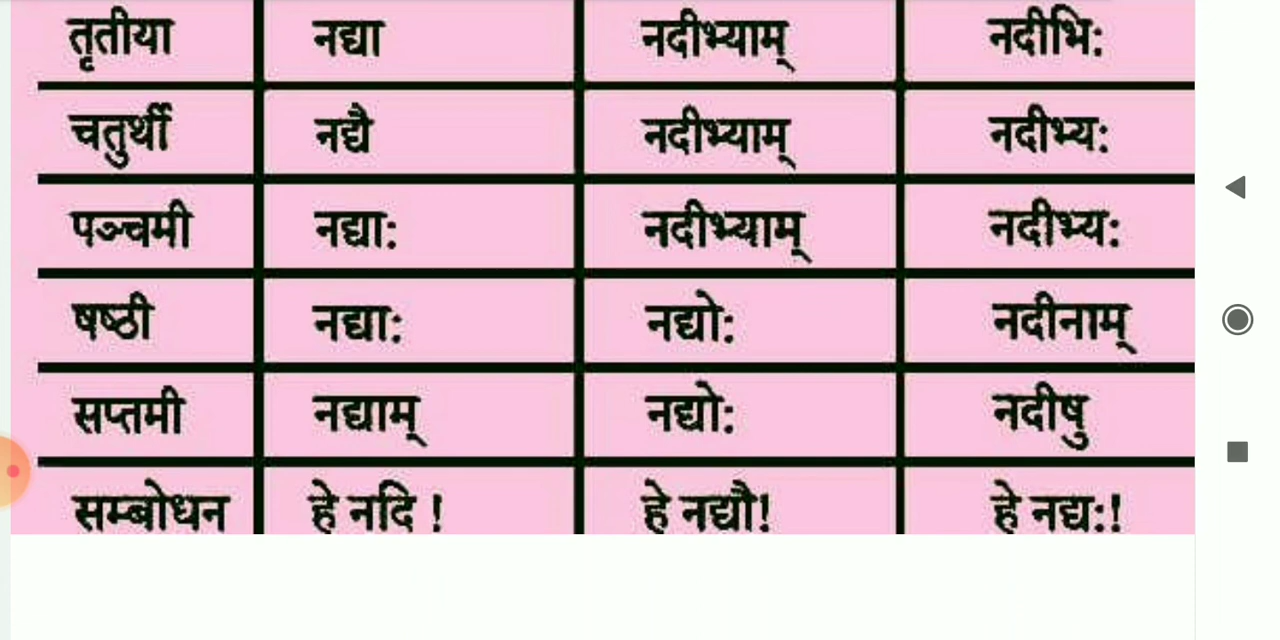 तृतीया नद्या नदीभ्याम् नदीभि:
चतुर्थी नद्यै नदीभ्याम् नदीभ्य:
पञ्चमी नद्या: नदीभ्याम् नदीभ्य:
षष्ठी नद्या: नद्यो: नदीनाम्
सप्तमी नद्याम् नद्यो: नदीषु
सम्बोधन हे नदि ! हे नद्यौ! हे नद्य:!